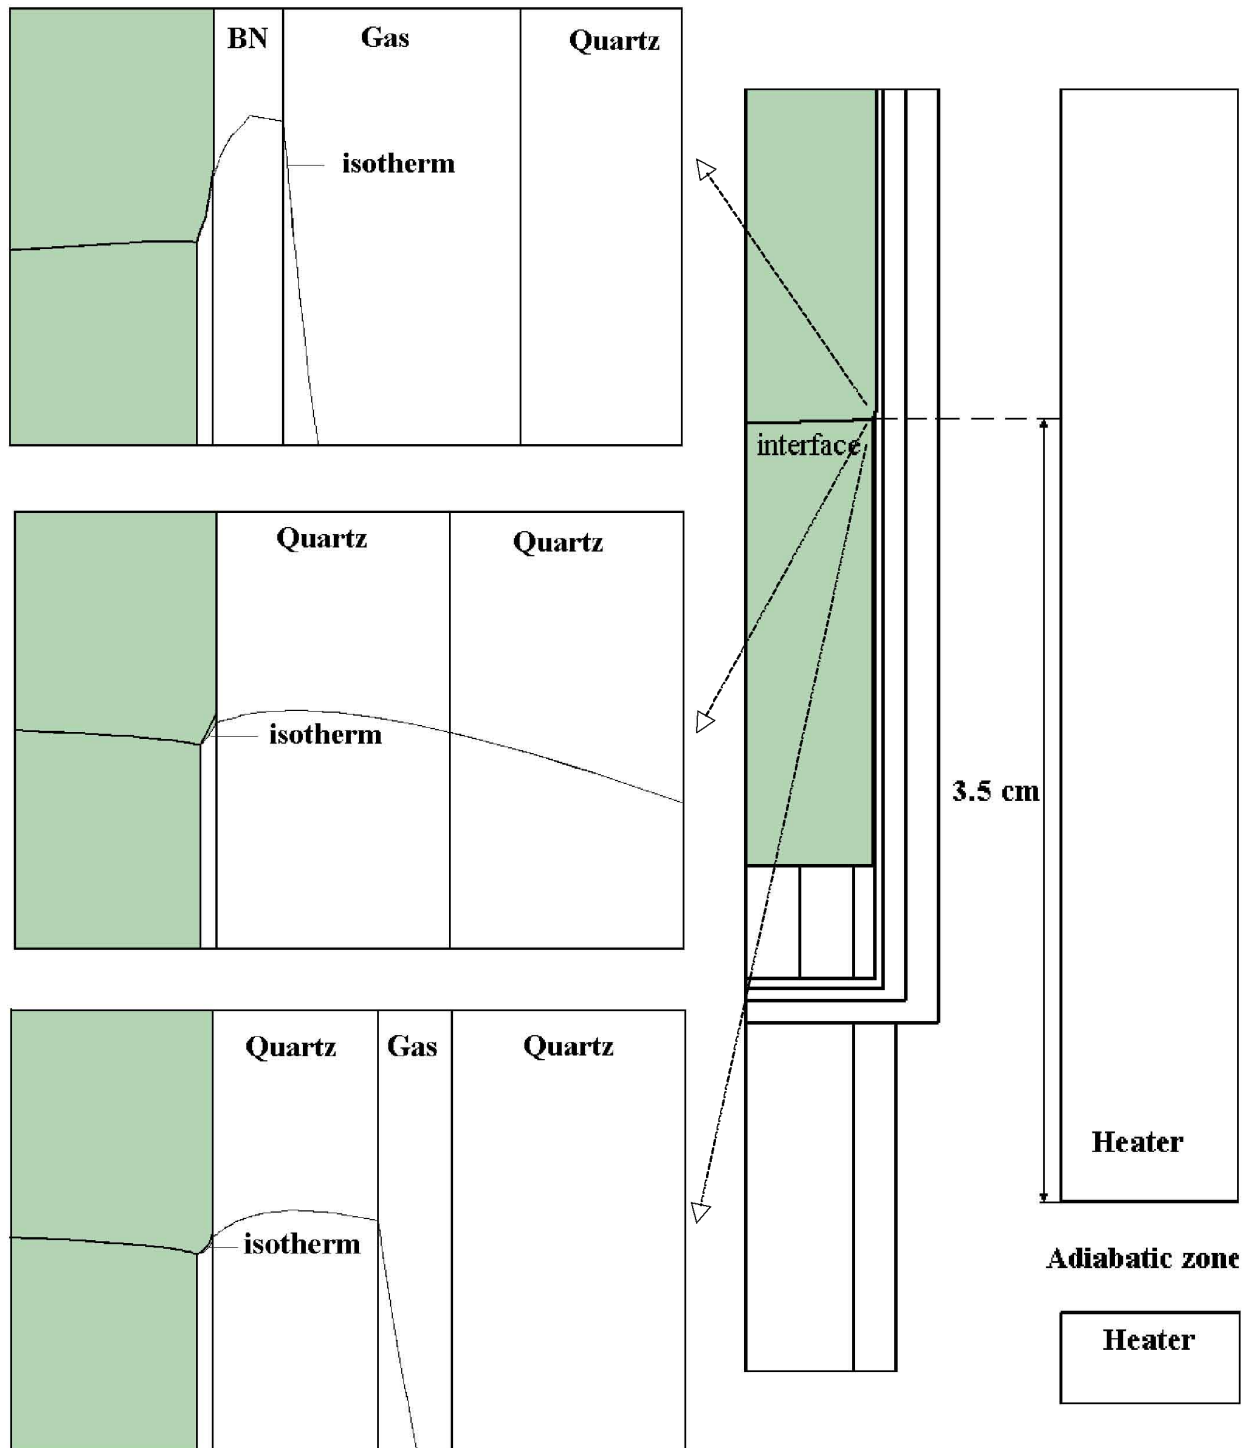 BN
Gas
Quartz
isotherm
Quartz
Quartz
isotherm
Quartz
Gas
Quartz
isotherm
interface
3.5 cm
Heater
Adiabatic zone
Heater